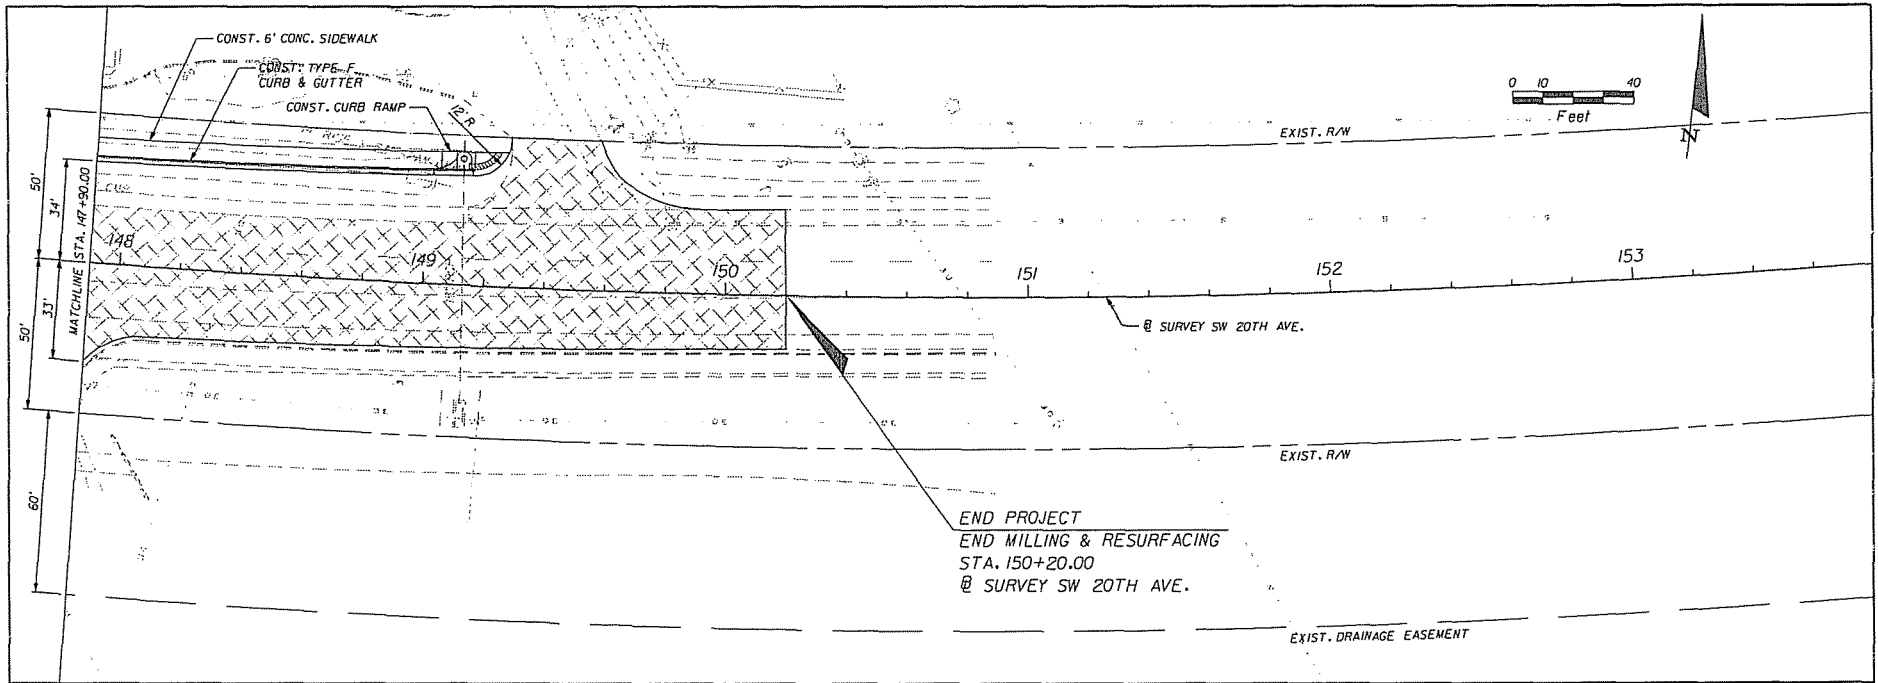 CONST. 6' CONC. SIDEWALK
CONST. TYPE F
CURB & GUTTER
CONST. CURB RAMP
12' R
0 10 40
Feet
N
EXIST. R/W
50'
34'
MATCHLINE STA. 147+90.00
33'
50'
60'
148
149
150
151
152
153
℄ SURVEY SW 20TH AVE.
EXIST. R/W
END PROJECT
END MILLING & RESURFACING
STA. 150+20.00
℄ SURVEY SW 20TH AVE.
EXIST. DRAINAGE EASEMENT